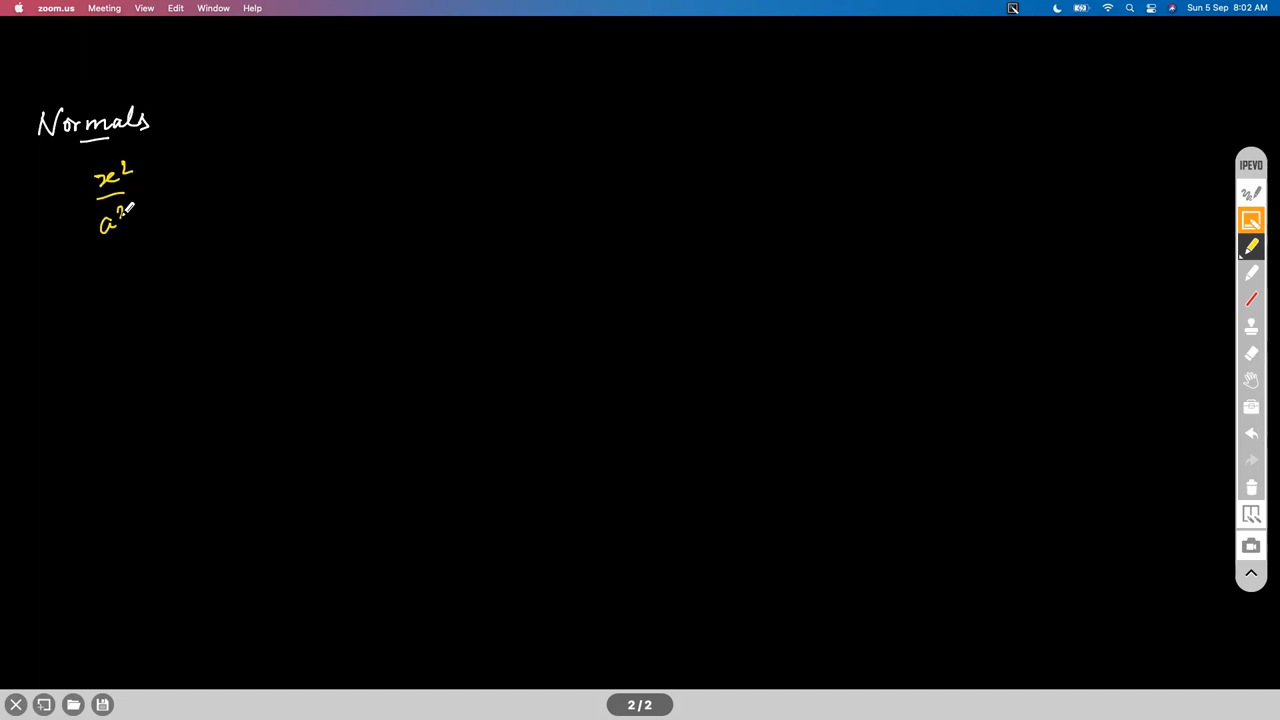 zoom.us Meeting View Edit Window Help Sun 5 Sep 8:02 AM
Normals
x²
a²
IPEVO
2/2